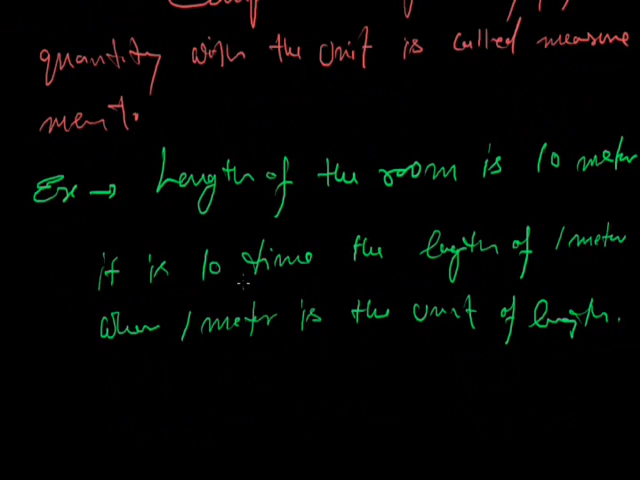 quantity with the unit is called measure
ment.
Ex → Length of the room is 10 meter
it is 10 time the length of 1 meter
when 1 meter is the unit of length.